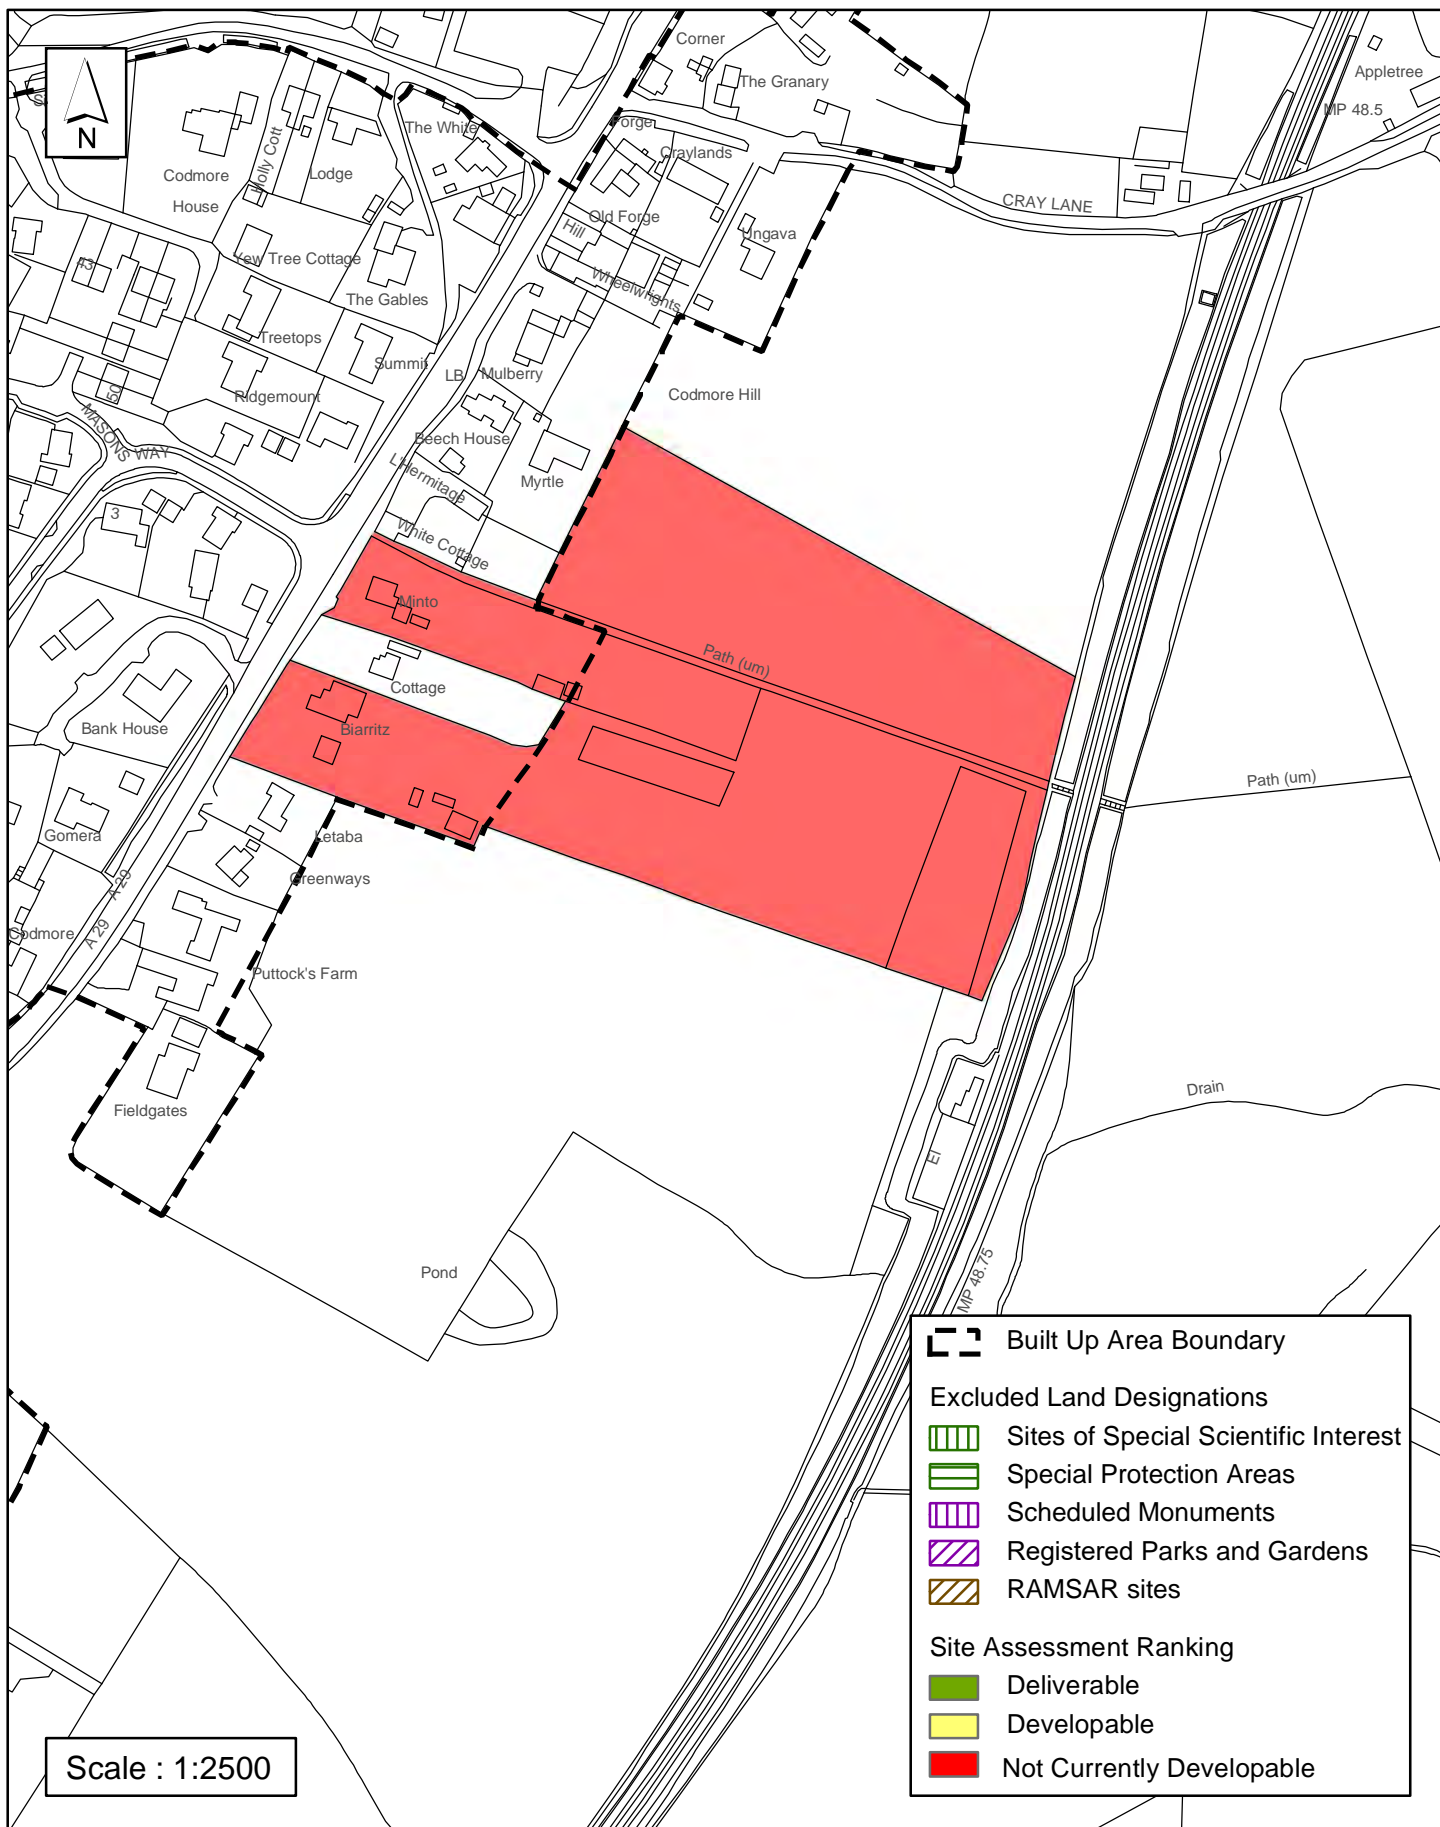 N
Corner
The Granary
Appletree
MP 48.5
The White
Forge
Craylands
Holly Cott
Lodge
Codmore
House
CRAY LANE
Old Forge
Hill
Ungava
Yew Tree Cottage
43
Wheelwrights
The Gables
Treetops
Summit
LB
Mulberry
Codmore Hill
50
Ridgemount
MASONS WAY
Beech House
L'Hermitage
Myrtle
3
White Cottage
Minto
Path (um)
Cottage
Biarritz
Bank House
Path (um)
Gomera
Letaba
Greenways
A 29
A 29
Codmore
Puttock's Farm
Drain
Fieldgates
El
Pond
MP 48.75
Built Up Area Boundary
Excluded Land Designations
Sites of Special Scientific Interest
Special Protection Areas
Scheduled Monuments
Registered Parks and Gardens
RAMSAR sites
Site Assessment Ranking
Deliverable
Developable
Not Currently Developable
Scale : 1:2500